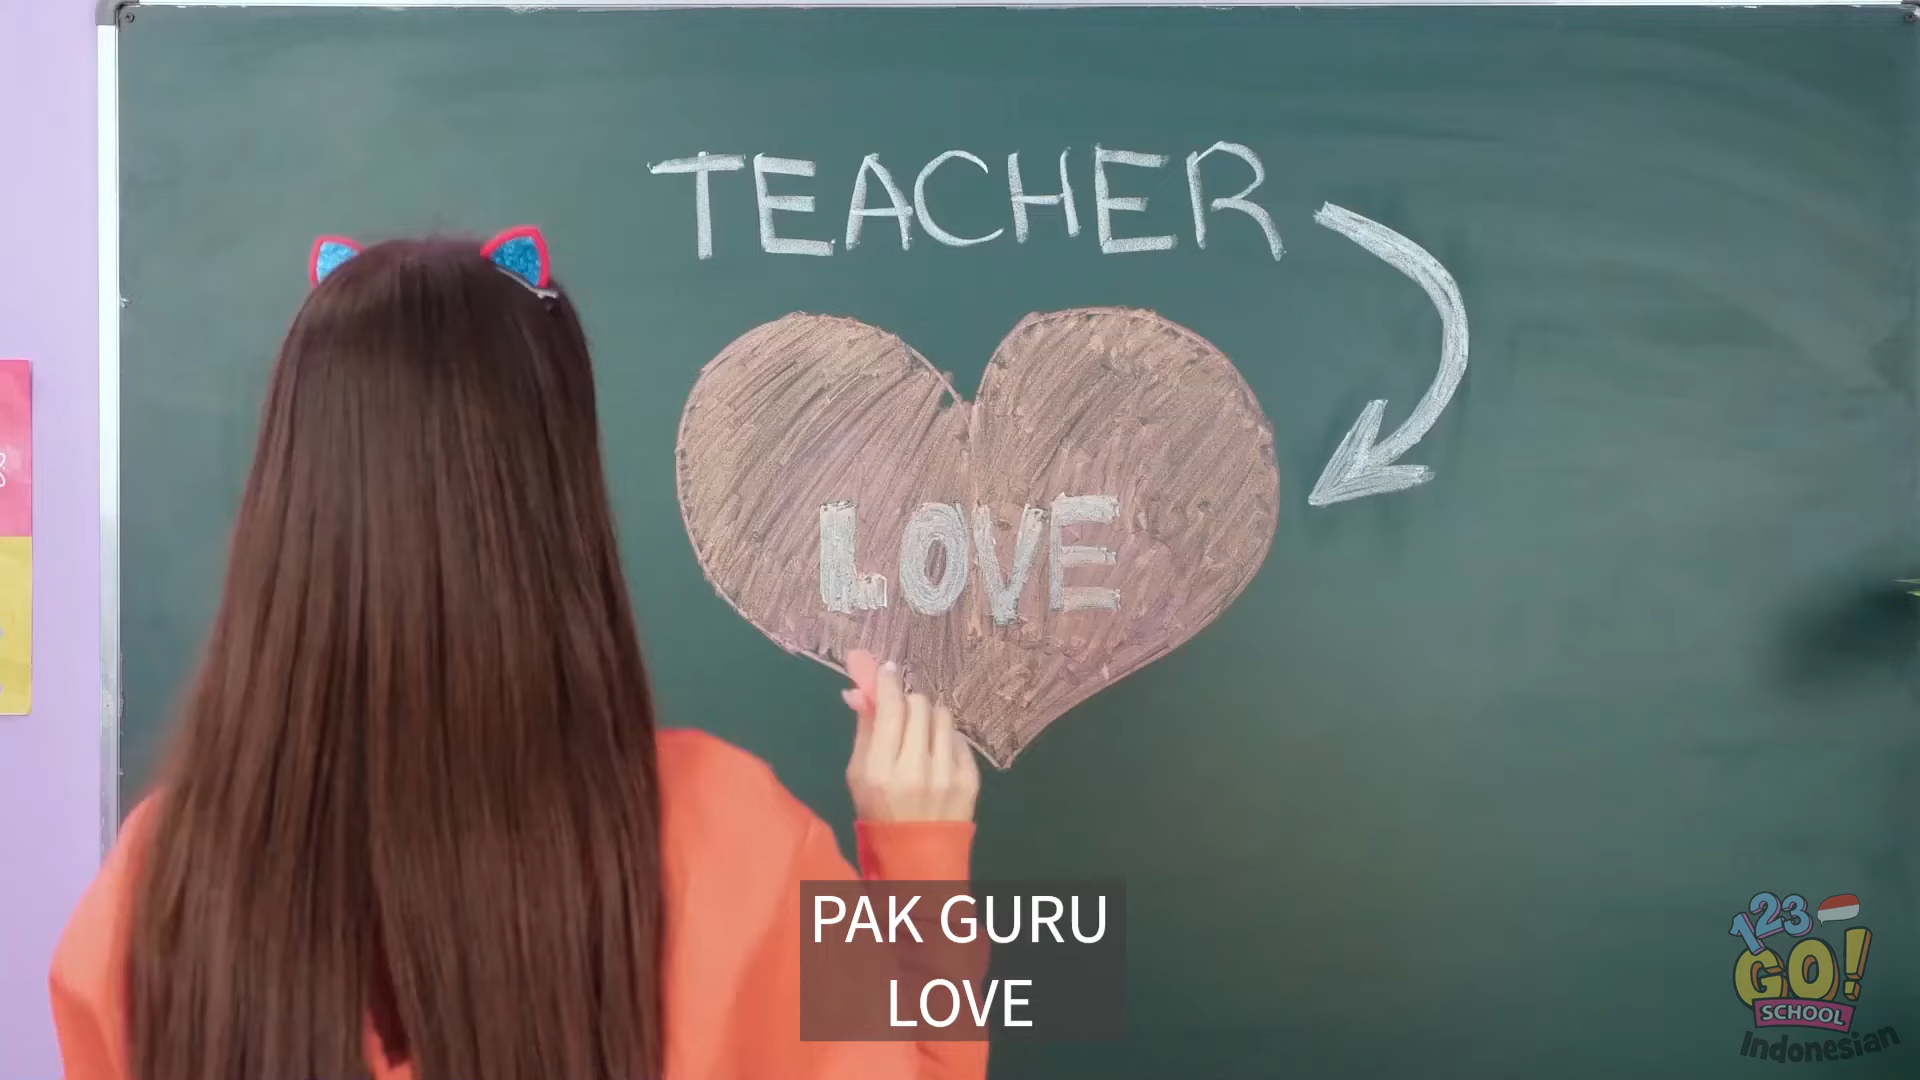 TEACHER
LOVE
PAK GURU
LOVE
123
GO!
SCHOOL
Indonesian